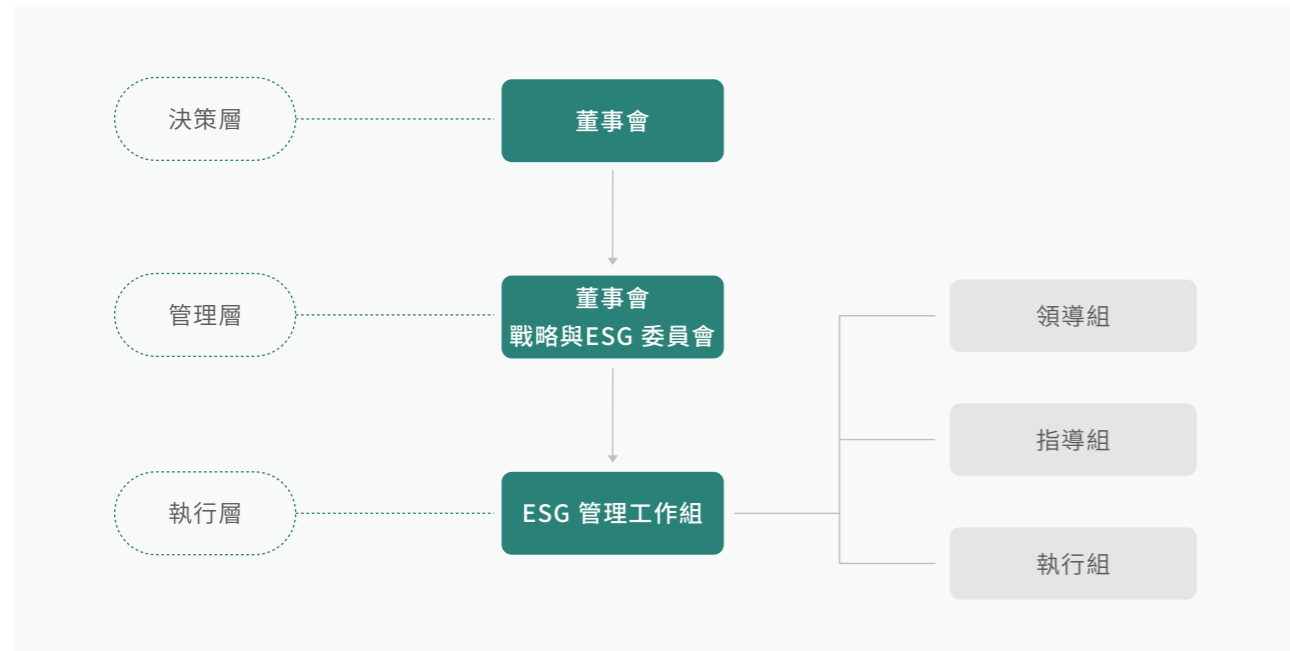 決策層
董事會
管理層
董事會
戰略與ESG 委員會
領導組
指導組
執行層
ESG 管理工作組
執行組